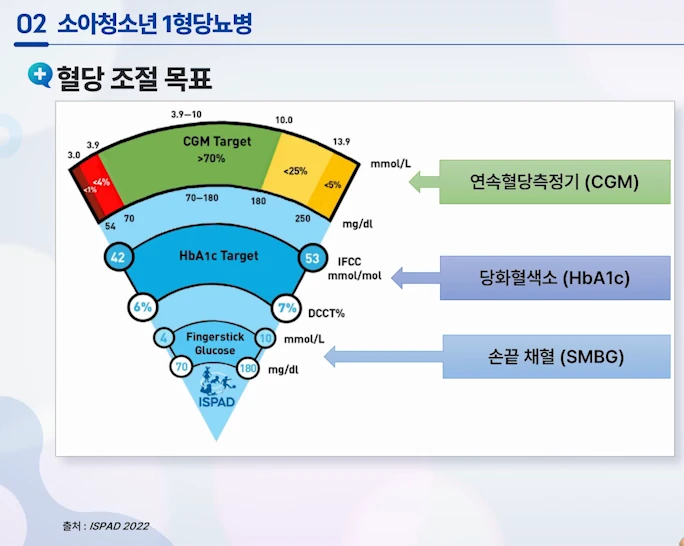 02 소아청소년 1형당뇨병
혈당 조절 목표
3.9—10
10.0
3.9
13.9
3.0
CGM Target
>70%
mmol/L
<4%
<1%
<25%
<5%
연속혈당측정기 (CGM)
70–180
180
70
250
54
mg/dl
42
HbA1c Target
53
IFCC
mmol/mol
당화혈색소 (HbA1c)
6%
7%
DCCT%
4
Fingerstick
Glucose
10
mmol/L
손끝 채혈 (SMBG)
70
180
mg/dl
ISPAD
출처 : ISPAD 2022